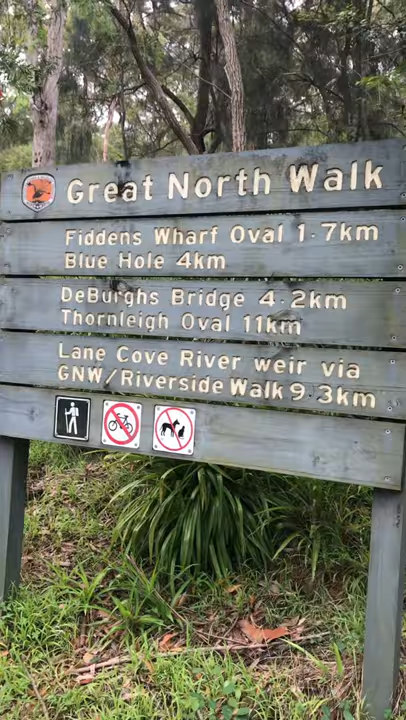 Great North Walk
Fiddens Wharf Oval 1·7km
Blue Hole 4km
DeBurghs Bridge 4·2km
Thornleigh Oval 11km
Lane Cove River weir via
GNW/Riverside Walk 9·3km